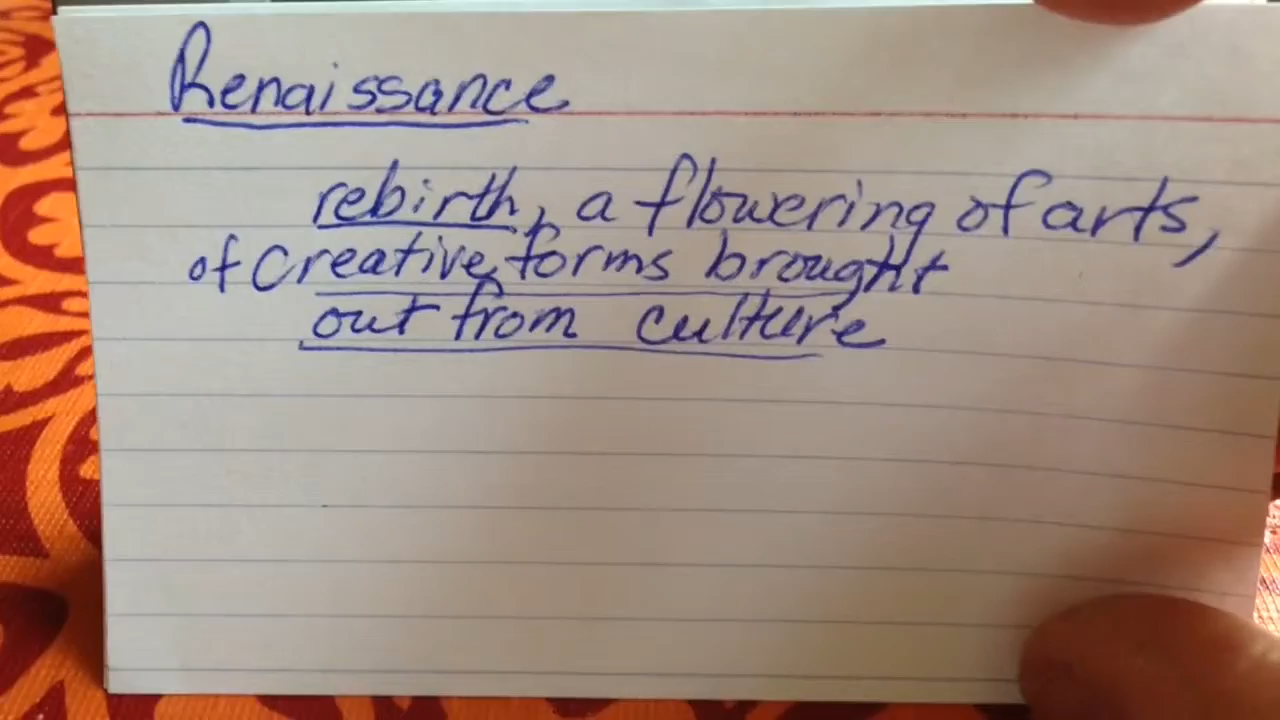 Renaissance
rebirth, a flowering of arts,
of creative forms brought
out from culture